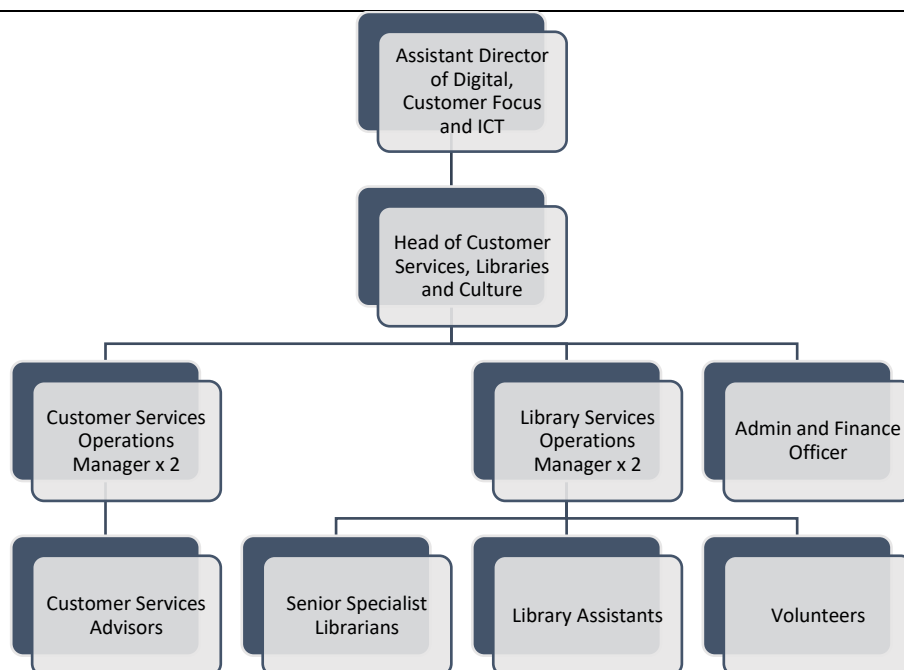 Assistant Director
of Digital,
Customer Focus
and ICT
Head of Customer
Services, Libraries
and Culture
Customer Services
Operations
Manager x 2
Library Services
Operations
Manager x 2
Admin and Finance
Officer
Customer Services
Advisors
Senior Specialist
Librarians
Library Assistants
Volunteers